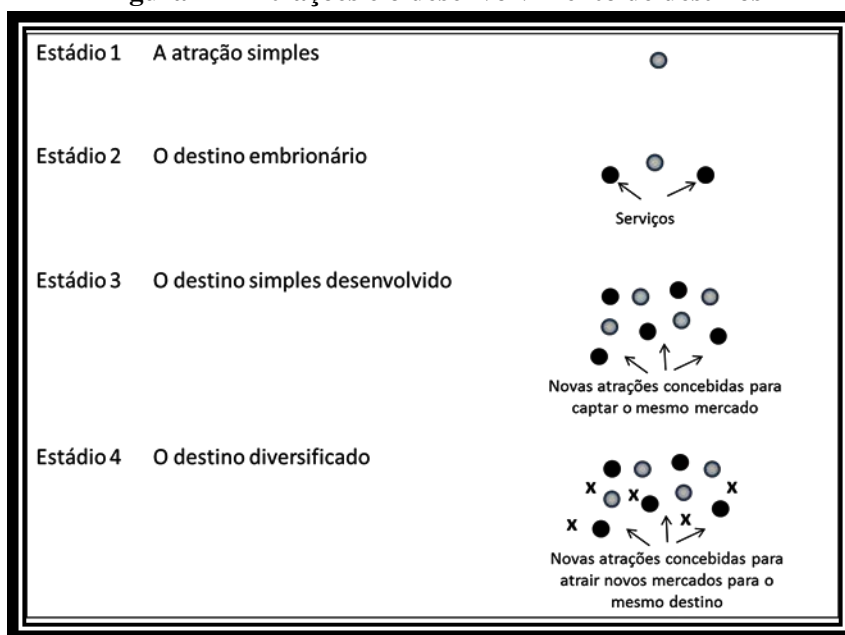 Estádio 1 A atração simples
Estádio 2 O destino embrionário
Serviços
Estádio 3 O destino simples desenvolvido
Novas atrações concebidas para
captar o mesmo mercado
Estádio 4 O destino diversificado
x x x
x x
Novas atrações concebidas para
atrair novos mercados para o
mesmo destino